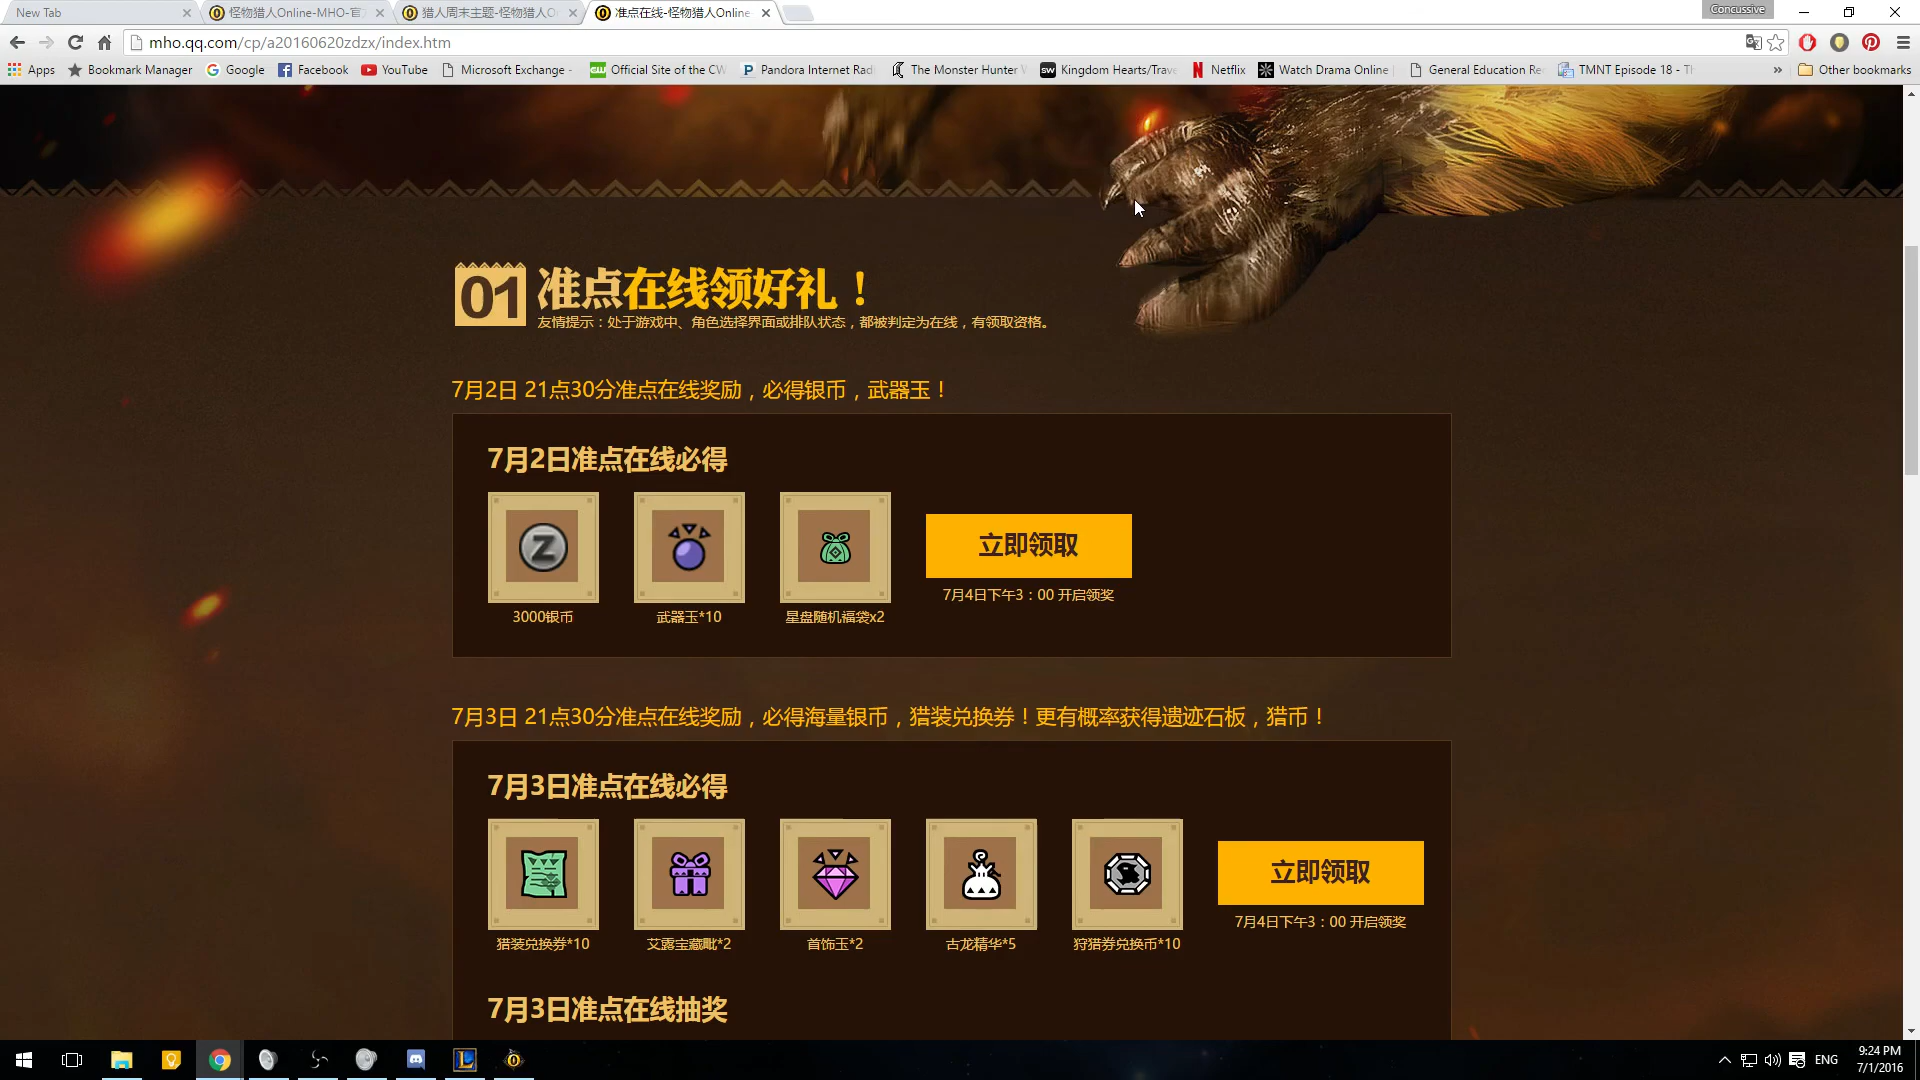 New Tab
怪物猎人Online-MHO-官
猎人周末主题-怪物猎人O
准点在线-怪物猎人Online
Concussive
mho.qq.com/cp/a20160620zdzx/index.htm
Apps
Bookmark Manager
Google
Facebook
YouTube
Microsoft Exchange -
Official Site of the CW
Pandora Internet Rad
The Monster Hunter
Kingdom Hearts/Trave
Netflix
Watch Drama Online
General Education Re
TMNT Episode 18 - T
Other bookmarks
01 准点在线领好礼!
友情提示:处于游戏中、角色选择界面或排队状态,都被判定为在线,有领取资格。
7月2日 21点30分准点在线奖励,必得银币,武器玉!
7月2日准点在线必得
立即领取
7月4日下午3:00 开启领奖
3000银币
武器玉*10
星盘随机福袋x2
7月3日 21点30分准点在线奖励,必得海量银币,猎装兑换券!更有概率获得遗迹石板,猎币!
7月3日准点在线必得
立即领取
7月4日下午3:00 开启领奖
猎装兑换券*10
艾露宝藏毗*2
首饰玉*2
古龙精华*5
狩猎券兑换币*10
7月3日准点在线抽奖
ENG
9:24 PM
7/1/2016